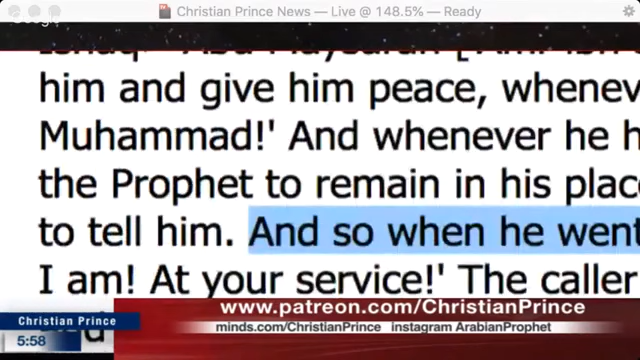 Christian Prince News — Live @ 148.5% — Ready
Google
him and give him peace, whenev
Muhammad!' And whenever he h
the Prophet to remain in his plac
to tell him. And so when he went
I am! At your service!' The caller
www.patreon.com/ChristianPrince
Christian Prince
minds.com/ChristianPrince instagram ArabianProphet
5:58